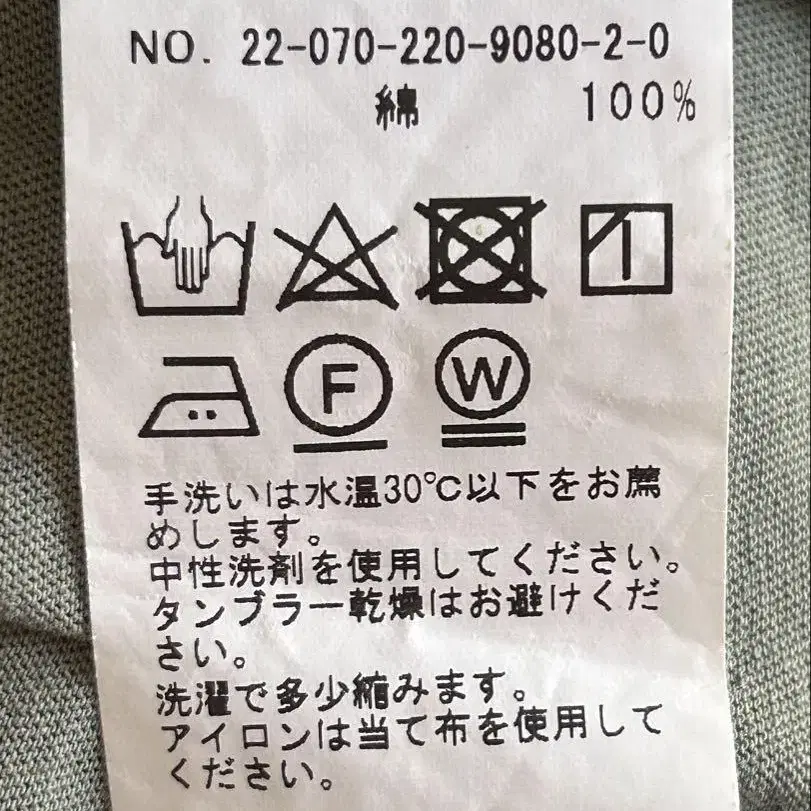 NO. 22-070-220-9080-2-0
綿 100%
F W
手洗いは水温30℃以下をお薦
めします。
中性洗剤を使用してください。
タンブラー乾燥はお避けくだ
さい。
洗濯で多少縮みます。
アイロンは当て布を使用して
ください。